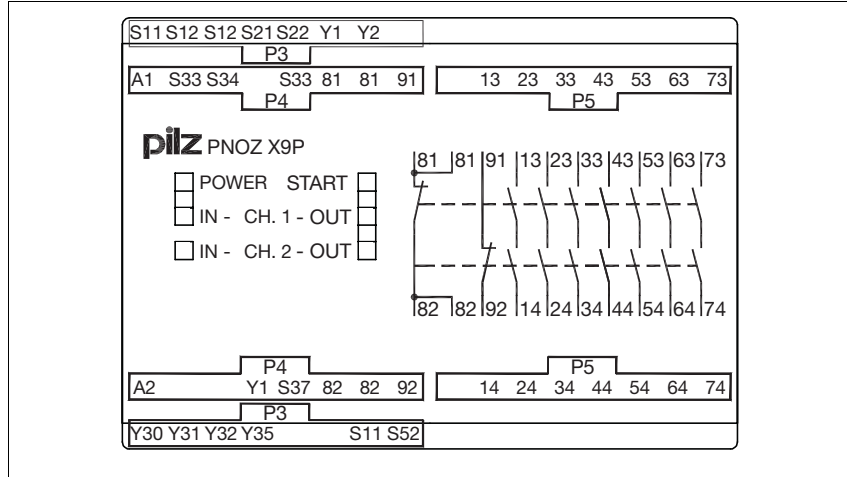 S11 S12 S12 S21 S22 Y1 Y2
P3
A1 S33 S34 S33 81 81 91
P4
13 23 33 43 53 63 73
P5
pilz PNOZ X9P
POWER START
IN - CH. 1 - OUT
IN - CH. 2 - OUT
81 81 91 13 23 33 43 53 63 73
82 82 92 14 24 34 44 54 64 74
P4
A2 Y1 S37 82 82 92
P5
14 24 34 44 54 64 74
P3
Y30 Y31 Y32 Y35 S11 S52